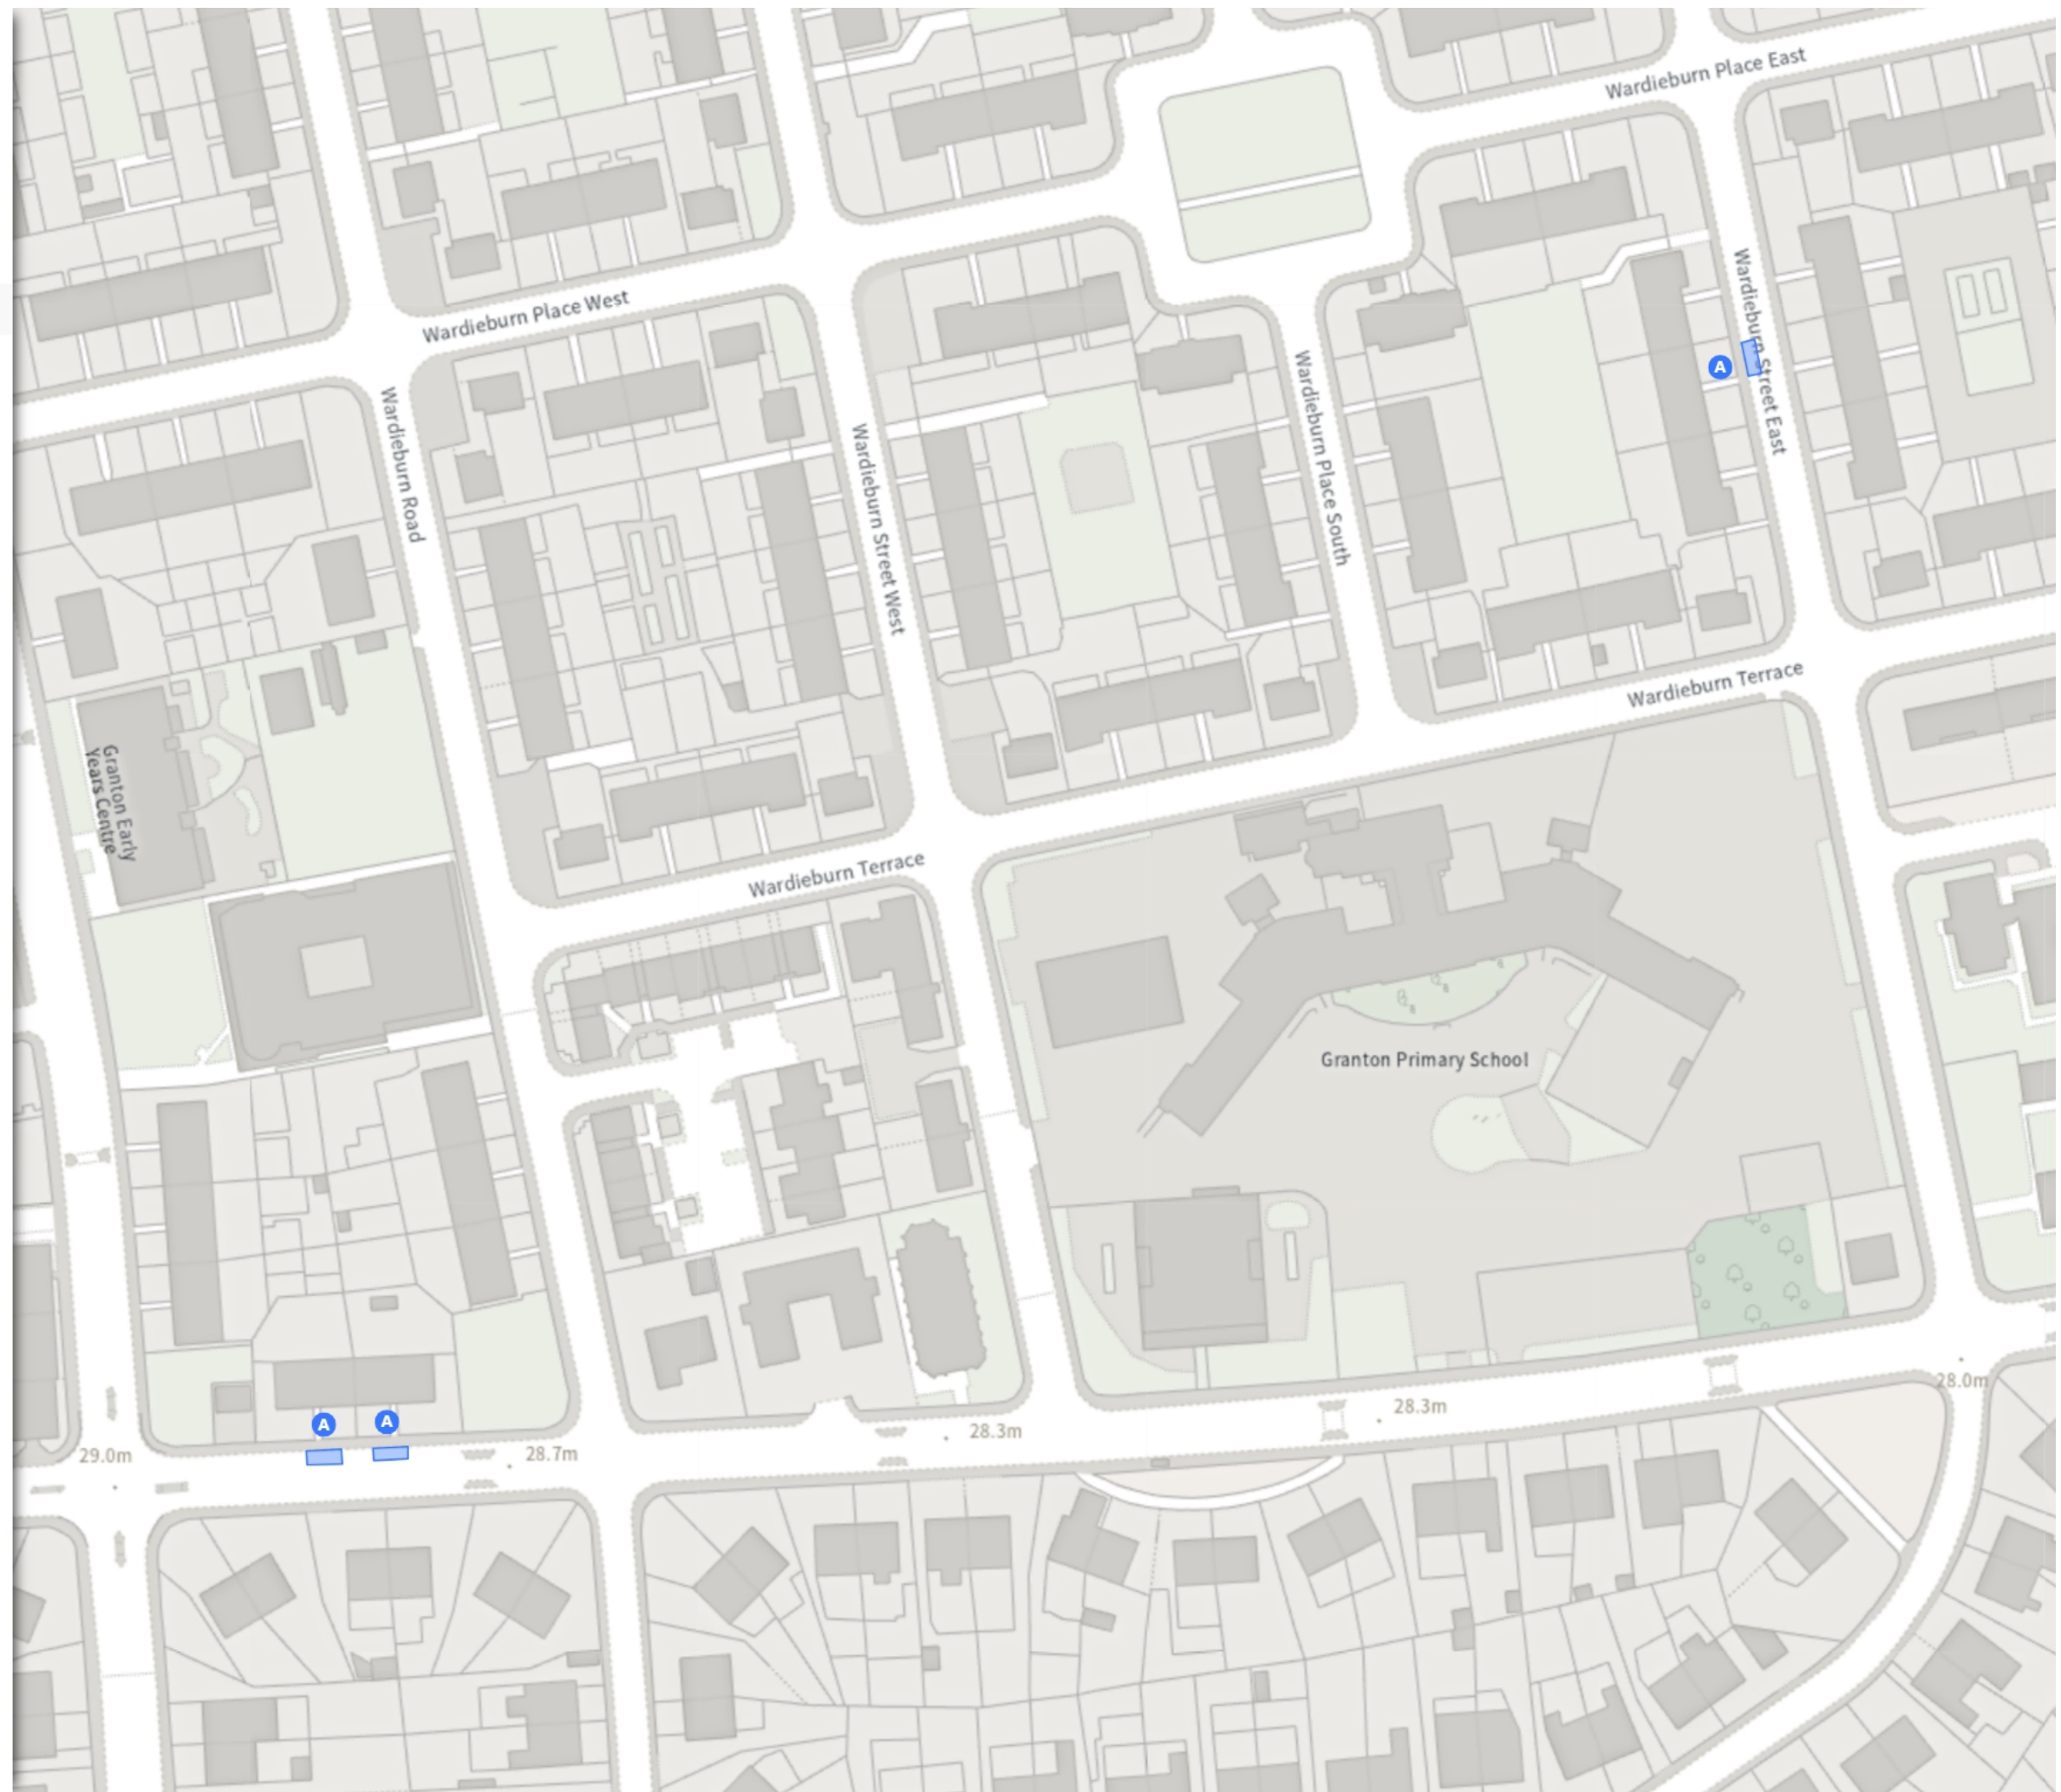 Wardieburn Place East
Wardieburn Place West
Wardieburn Street East
A
Wardieburn Place South
Wardieburn Road
Wardieburn Street West
Wardieburn Terrace
Granton Early
Years Centre
Wardieburn Terrace
Granton Primary School
28.0m
28.3m
28.3m
A
A
29.0m
28.7m